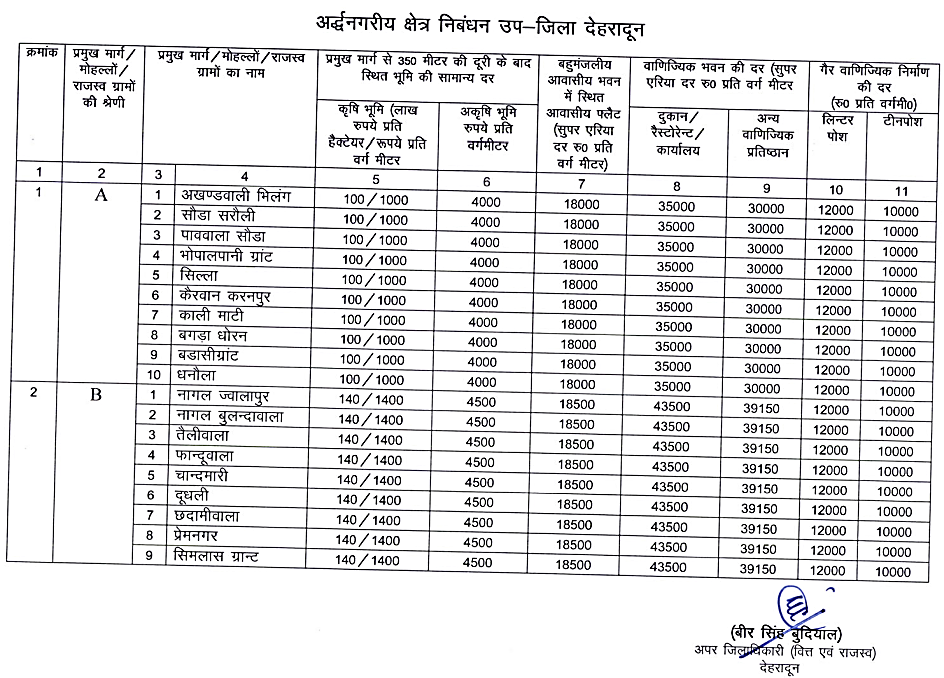 अर्द्धनगरीय क्षेत्र निबंधन उप–जिला देहरादून
क्रमांक | प्रमुख मार्ग/ मोहल्लों/ राजस्व ग्रामों की श्रेणी | प्रमुख मार्ग/मोहल्लों/राजस्व ग्रामों का नाम | प्रमुख मार्ग से 350 मीटर की दूरी के बाद स्थित भूमि की सामान्य दर | बहुमंजलीय आवासीय भवन में स्थित आवासीय फ्लैट (सुपर एरिया दर रु० प्रति वर्ग मीटर) | वाणिज्यिक भवन की दर (सुपर एरिया दर रु0 प्रति वर्ग मीटर | गैर वाणिज्यिक निर्माण की दर (रु0 प्रति वर्गमी0)
कृषि भूमि (लाख रुपये प्रति हैक्टेयर/रूपये प्रति वर्ग मीटर | अकृषि भूमि रुपये प्रति वर्गमीटर | दुकान/ रैस्टोरेन्ट/ कार्यालय | अन्य वाणिज्यिक प्रतिष्ठान | लिन्टर पोश | टीनपोश
1 | 2 | 3 | 4 | 5 | 6 | 7 | 8 | 9 | 10 | 11
1 | A | 1 | अखण्डवाली भिलंग | 100/1000 | 4000 | 18000 | 35000 | 30000 | 12000 | 10000
2 | सौडा सरौली | 100/1000 | 4000 | 18000 | 35000 | 30000 | 12000 | 10000
3 | पाववाला सौडा | 100/1000 | 4000 | 18000 | 35000 | 30000 | 12000 | 10000
4 | भोपालपानी ग्रांट | 100/1000 | 4000 | 18000 | 35000 | 30000 | 12000 | 10000
5 | सिल्ला | 100/1000 | 4000 | 18000 | 35000 | 30000 | 12000 | 10000
6 | कैरवान करनपुर | 100/1000 | 4000 | 18000 | 35000 | 30000 | 12000 | 10000
7 | काली माटी | 100/1000 | 4000 | 18000 | 35000 | 30000 | 12000 | 10000
8 | बगड़ा धोरन | 100/1000 | 4000 | 18000 | 35000 | 30000 | 12000 | 10000
9 | बडासीग्रांट | 100/1000 | 4000 | 18000 | 35000 | 30000 | 12000 | 10000
10 | धनौला | 100/1000 | 4000 | 18000 | 35000 | 30000 | 12000 | 10000
2 | B | 1 | नागल ज्वालापुर | 140/1400 | 4500 | 18500 | 43500 | 39150 | 12000 | 10000
2 | नागल बुलन्दावाला | 140/1400 | 4500 | 18500 | 43500 | 39150 | 12000 | 10000
3 | तैलीवाला | 140/1400 | 4500 | 18500 | 43500 | 39150 | 12000 | 10000
4 | फान्दूवाला | 140/1400 | 4500 | 18500 | 43500 | 39150 | 12000 | 10000
5 | चान्दमारी | 140/1400 | 4500 | 18500 | 43500 | 39150 | 12000 | 10000
6 | दूधली | 140/1400 | 4500 | 18500 | 43500 | 39150 | 12000 | 10000
7 | छदामीवाला | 140/1400 | 4500 | 18500 | 43500 | 39150 | 12000 | 10000
8 | प्रेमनगर | 140/1400 | 4500 | 18500 | 43500 | 39150 | 12000 | 10000
9 | सिमलास ग्रान्ट | 140/1400 | 4500 | 18500 | 43500 | 39150 | 12000 | 10000
(बीर सिंह बुदियाल)
अपर जिलाधिकारी (वित्त एवं राजस्व)
देहरादून